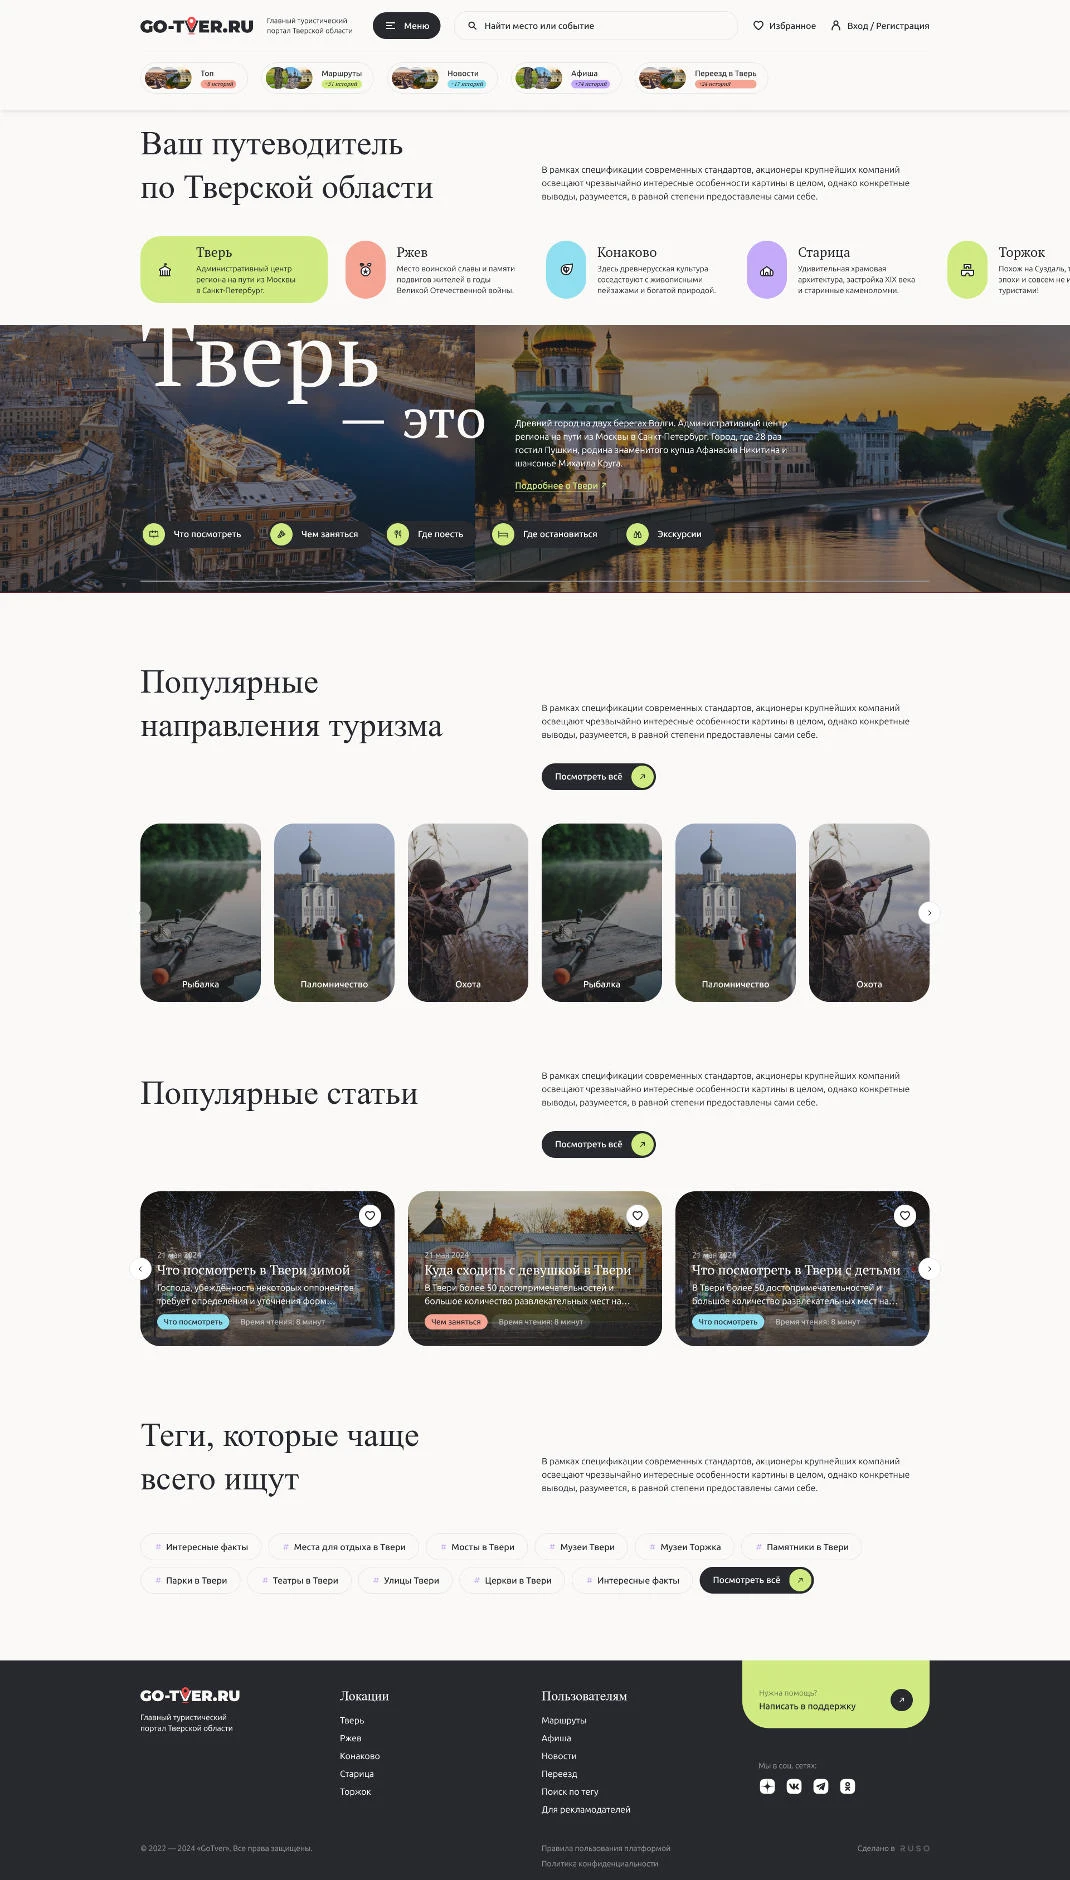 GO-TVER.RU
Главный туристический
портал Тверской области
Меню
Найти место или событие
Избранное
Вход / Регистрация
Топ
Маршруты
+31 историй
Новости
+17 историй
Афиша
+74 историй
Переезд в Тверь
+24 историй
Ваш путеводитель
по Тверской области
В рамках спецификации современных стандартов, акционеры крупнейших компаний
освещают чрезвычайно интересные особенности картины в целом, однако конкретные
выводы, разумеется, в равной степени предоставлены сами себе.
Тверь
Административный центр
региона на пути из Москвы
в Санкт-Петербург.
Ржев
Место воинской славы и памяти
подвигов жителей в годы
Великой Отечественной войны.
Конаково
Здесь древнерусская культура
соседствуют с живописными
пейзажами и богатой природой.
Старица
Удивительная храмовая
архитектура, застройка XIX века
и старинные каменоломни.
Торжок
Похож на Суздаль,
эпохи и совсем не
туристами!
Тверь
— это
Древний город на двух берегах Волги. Административный центр
региона на пути из Москвы в Санкт-Петербург. Город, где 28 раз
гостил Пушкин, родина знаменитого купца Афанасия Никитина и
шансонье Михаила Круга.
Подробнее о Твери ↗
Что посмотреть
Чем заняться
Где поесть
Где остановиться
Экскурсии
Популярные
направления туризма
В рамках спецификации современных стандартов, акционеры крупнейших компаний
освещают чрезвычайно интересные особенности картины в целом, однако конкретные
выводы, разумеется, в равной степени предоставлены сами себе.
Посмотреть всё
Рыбалка
Паломничество
Охота
Рыбалка
Паломничество
Охота
Популярные статьи
В рамках спецификации современных стандартов, акционеры крупнейших компаний
освещают чрезвычайно интересные особенности картины в целом, однако конкретные
выводы, разумеется, в равной степени предоставлены сами себе.
Посмотреть всё
21 мая 2024
Что посмотреть в Твери зимой
Господа, убеждённость некоторых оппонентов
требует определения и уточнения форм...
Что посмотреть
Время чтения: 8 минут
21 мая 2024
Куда сходить с девушкой в Твери
В Твери более 50 достопримечательностей и
большое количество развлекательных мест на...
Чем заняться
Время чтения: 8 минут
21 мая 2024
Что посмотреть в Твери с детьми
В Твери более 50 достопримечательностей и
большое количество развлекательных мест на...
Что посмотреть
Время чтения: 8 минут
Теги, которые чаще
всего ищут
В рамках спецификации современных стандартов, акционеры крупнейших компаний
освещают чрезвычайно интересные особенности картины в целом, однако конкретные
выводы, разумеется, в равной степени предоставлены сами себе.
# Интересные факты
# Места для отдыха в Твери
# Мосты в Твери
# Музеи Твери
# Музеи Торжка
# Памятники в Твери
# Парки в Твери
# Театры в Твери
# Улицы Твери
# Церкви в Твери
# Интересные факты
Посмотреть всё
GO-TVER.RU
Главный туристический
портал Тверской области
Локации
Тверь
Ржев
Конаково
Старица
Торжок
Пользователям
Маршруты
Афиша
Новости
Переезд
Поиск по тегу
Для рекламодателей
Нужна помощь?
Написать в поддержку
Мы в соц. сетях:
© 2022 — 2024 «GoTver». Все права защищены.
Правила пользования платформой
Политика конфиденциальности
Сделано в RUSO